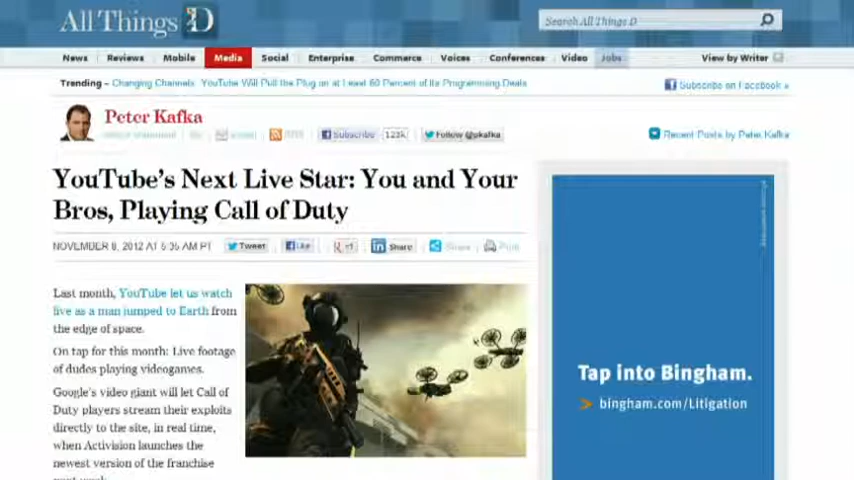 All Things D
Search All Things D
News Reviews Mobile Media Social Enterprise Commerce Voices Conferences Video Jobs View by Writer
Trending – Changing Channels YouTube Will Pull the Plug on at Least 60 Percent of Its Programming Deals
Subscribe on Facebook »
Peter Kafka
Subscribe 123k Follow @pkafka
Recent Posts by Peter Kafka
YouTube's Next Live Star: You and Your
Bros, Playing Call of Duty
NOVEMBER 8, 2012 AT 5:35 AM PT Tweet Like +1 Share Share Print
Last month, YouTube let us watch
live as a man jumped to Earth from
the edge of space.
On tap for this month: Live footage
of dudes playing videogames.
Google's video giant will let Call of
Duty players stream their exploits
directly to the site, in real time,
when Activision launches the
newest version of the franchise
Tap into Bingham.
bingham.com/Litigation